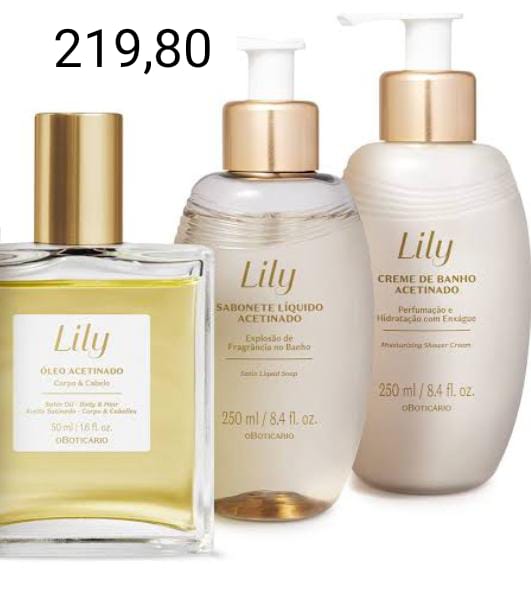 219,80
Lily
ÓLEO ACETINADO
Corpo & Cabelo
Satin Oil - Body & Hair
Aceite Satinado - Corpo & Cabellos
50 ml / 1.6 fl. oz.
oBOTICÁRIO
Lily
SABONETE LÍQUIDO
ACETINADO
Explosão de
Fragrância no Banho
Satin Liquid Soap
250 ml / 8.4 fl. oz.
oBOTICÁRIO
Lily
CREME DE BANHO
ACETINADO
Perfumação e
Hidratação com Enxágue
Moisturizing Shower Cream
250 ml / 8.4 fl. oz.
oBOTICÁRIO